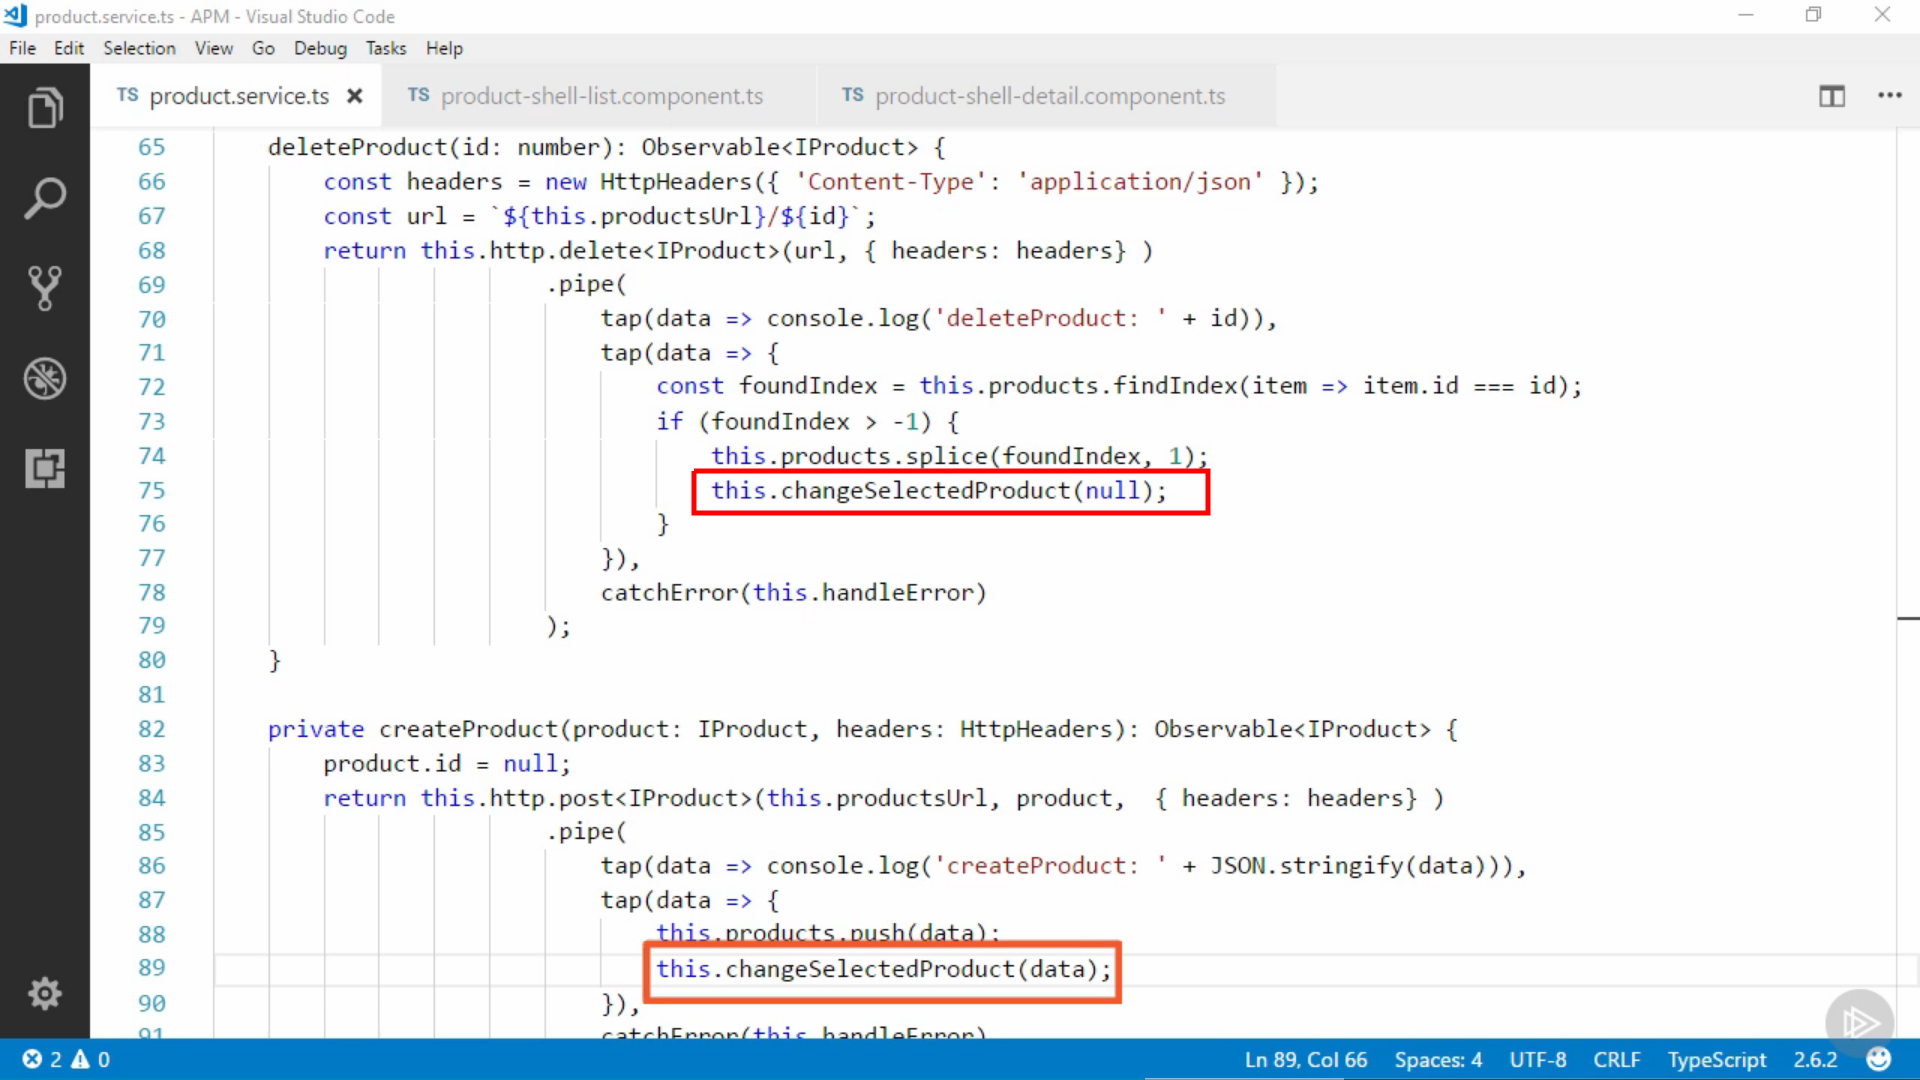 product.service.ts - APM - Visual Studio Code
File Edit Selection View Go Debug Tasks Help
TS product.service.ts TS product-shell-list.component.ts TS product-shell-detail.component.ts
65 deleteProduct(id: number): Observable<IProduct> {
66 const headers = new HttpHeaders({ 'Content-Type': 'application/json' });
67 const url = `${this.productsUrl}/${id}`;
68 return this.http.delete<IProduct>(url, { headers: headers} )
69 .pipe(
70 tap(data => console.log('deleteProduct: ' + id)),
71 tap(data => {
72 const foundIndex = this.products.findIndex(item => item.id === id);
73 if (foundIndex > -1) {
74 this.products.splice(foundIndex, 1);
75 this.changeSelectedProduct(null);
76 }
77 }),
78 catchError(this.handleError)
79 );
80 }
81
82 private createProduct(product: IProduct, headers: HttpHeaders): Observable<IProduct> {
83 product.id = null;
84 return this.http.post<IProduct>(this.productsUrl, product, { headers: headers} )
85 .pipe(
86 tap(data => console.log('createProduct: ' + JSON.stringify(data))),
87 tap(data => {
88 this.products.push(data);
89 this.changeSelectedProduct(data);
90 }),
91 catchError(this.handleError)
2 0 Ln 89, Col 66 Spaces: 4 UTF-8 CRLF TypeScript 2.6.2